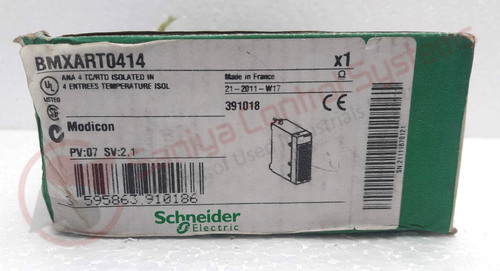 BMXART0414
x1
ANA 4 TC/RTD ISOLATED IN
4 ENTREES TEMPERATURE ISOL
Made in France
21-2011-W17
391018
Modicon
PV:07 SV:2.1
3 595863 910186
Schneider
Electric